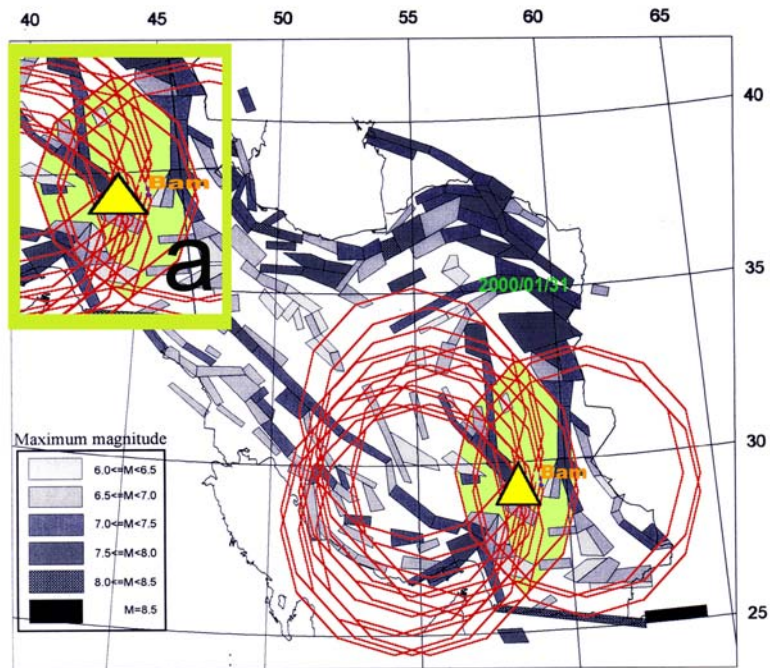 40 45 50 55 60 65
40
Bam
a
35
2000/01/31
30
Bam
25
Maximum magnitude
6.0<=M<6.5
6.5<=M<7.0
7.0<=M<7.5
7.5<=M<8.0
8.0<=M<8.5
M=8.5